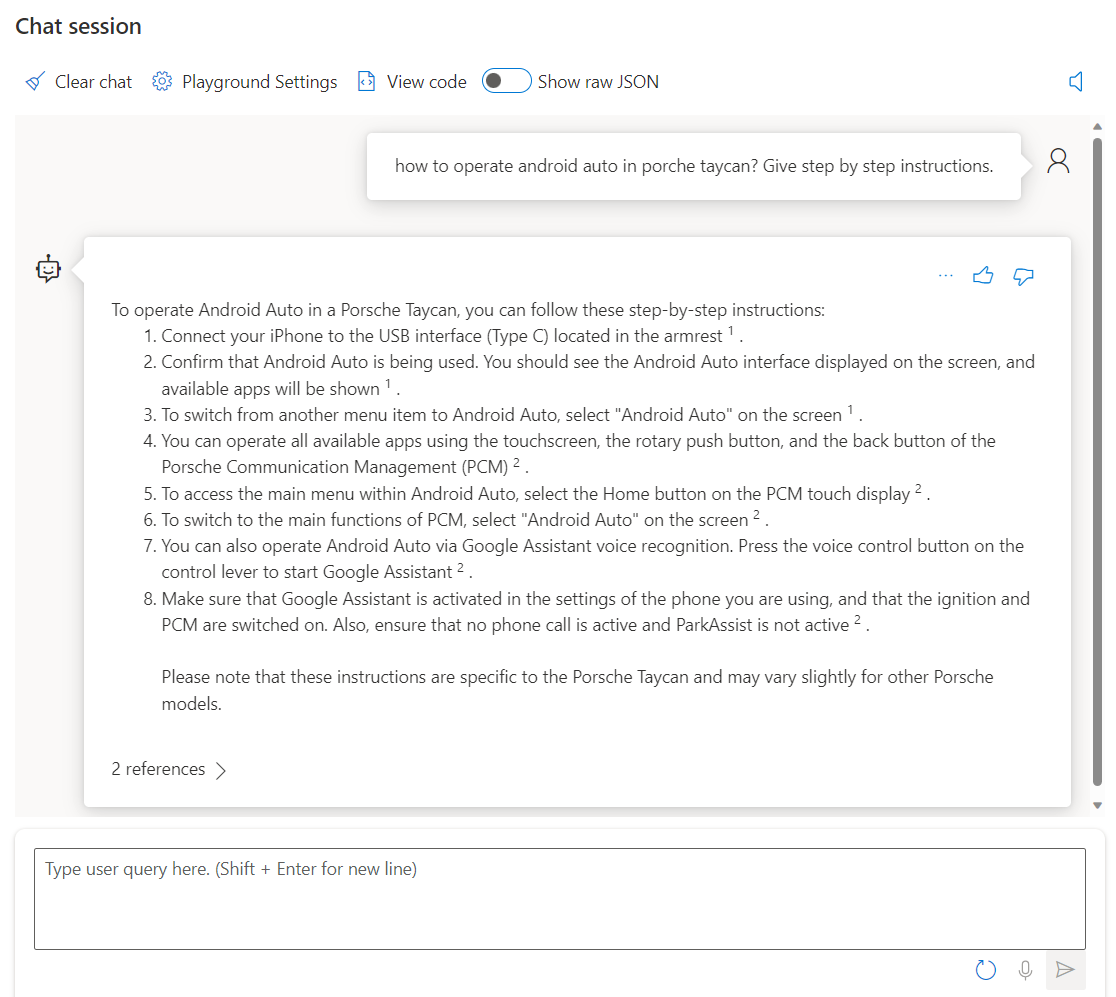 Chat session
Clear chat Playground Settings View code Show raw JSON
how to operate android auto in porche taycan? Give step by step instructions.
To operate Android Auto in a Porsche Taycan, you can follow these step-by-step instructions:
1. Connect your iPhone to the USB interface (Type C) located in the armrest 1 .
2. Confirm that Android Auto is being used. You should see the Android Auto interface displayed on the screen, and
available apps will be shown 1 .
3. To switch from another menu item to Android Auto, select "Android Auto" on the screen 1 .
4. You can operate all available apps using the touchscreen, the rotary push button, and the back button of the
Porsche Communication Management (PCM) 2 .
5. To access the main menu within Android Auto, select the Home button on the PCM touch display 2 .
6. To switch to the main functions of PCM, select "Android Auto" on the screen 2 .
7. You can also operate Android Auto via Google Assistant voice recognition. Press the voice control button on the
control lever to start Google Assistant 2 .
8. Make sure that Google Assistant is activated in the settings of the phone you are using, and that the ignition and
PCM are switched on. Also, ensure that no phone call is active and ParkAssist is not active 2 .
Please note that these instructions are specific to the Porsche Taycan and may vary slightly for other Porsche
models.
2 references
Type user query here. (Shift + Enter for new line)